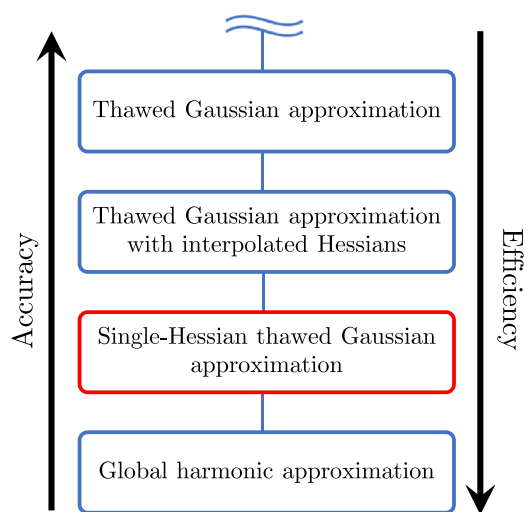 Thawed Gaussian approximation
Thawed Gaussian approximation
with interpolated Hessians
Single-Hessian thawed Gaussian
approximation
Global harmonic approximation
Accuracy
Efficiency